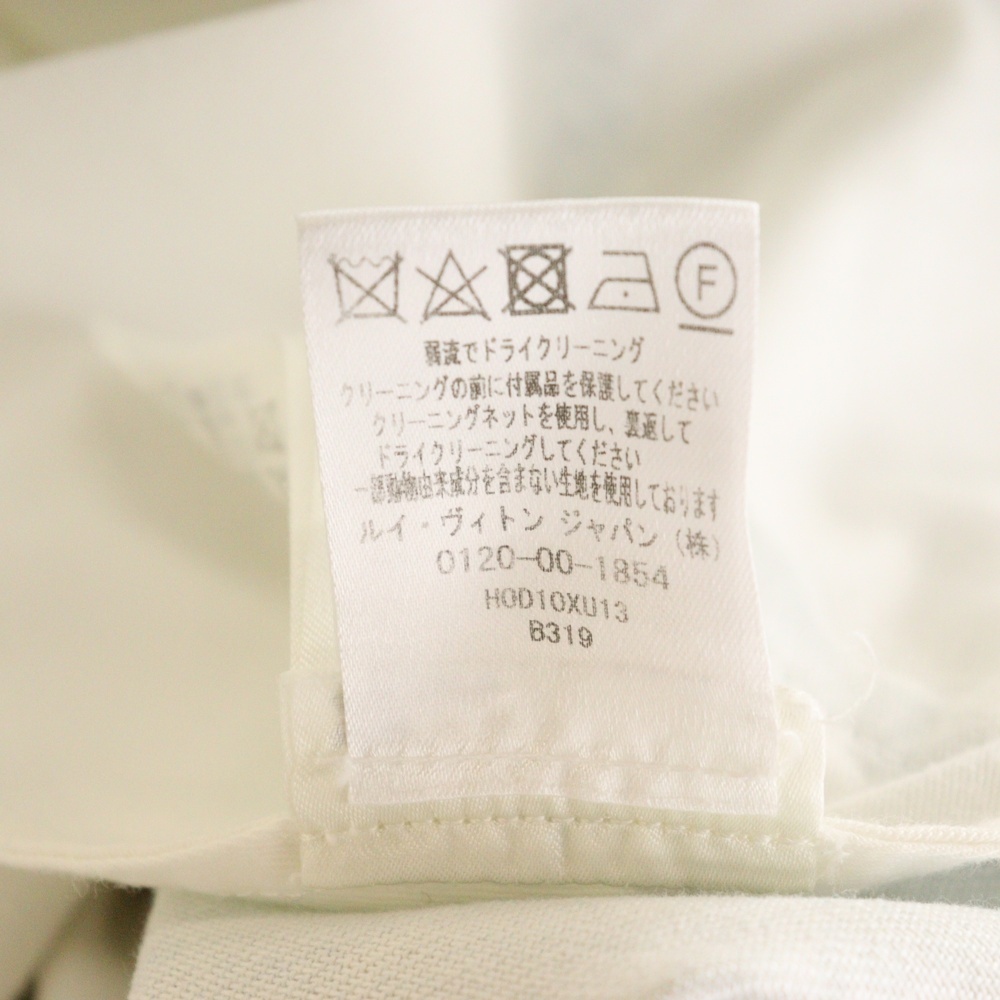 F
弱流でドライクリーニング
クリーニングの前に付属品を保護してください
クリーニングネットを使用し、裏返して
ドライクリーニングしてください
一部動物由来成分を含まない生地を使用しております
ルイ・ヴィトン ジャパン (株)
0120-00-1854
HOD10XU13
B319